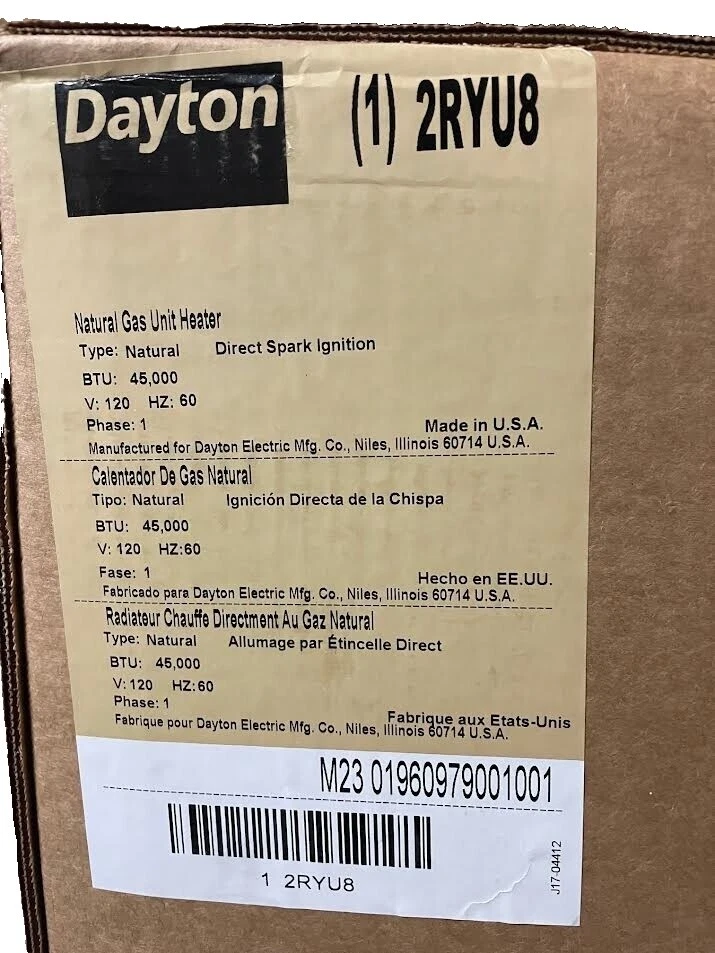 Dayton (1) 2RYU8
Natural Gas Unit Heater
Type: Natural Direct Spark Ignition
BTU: 45,000
V: 120 HZ: 60
Phase: 1 Made in U.S.A.
Manufactured for Dayton Electric Mfg. Co., Niles, Illinois 60714 U.S.A.
Calentador De Gas Natural
Tipo: Natural Ignición Directa de la Chispa
BTU: 45,000
V: 120 HZ:60
Fase: 1 Hecho en EE.UU.
Fabricado para Dayton Electric Mfg. Co., Niles, Illinois 60714 U.S.A.
Radiateur Chauffe Directment Au Gaz Natural
Type: Natural Allumage par Étincelle Direct
BTU: 45,000
V: 120 HZ: 60
Phase: 1 Fabrique aux Etats-Unis
Fabrique pour Dayton Electric Mfg. Co., Niles, Illinois 60714 U.S.A.
M23 01960979001001
1 2RYU8
J17-04412